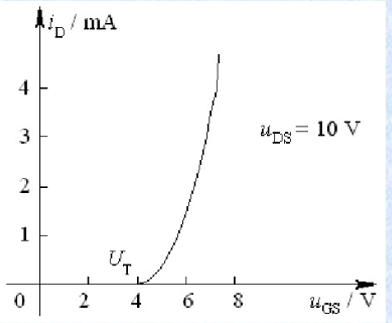 i_D / mA
4
3
2
1
u_DS = 10 V
U_T
0 2 4 6 8 u_GS / V